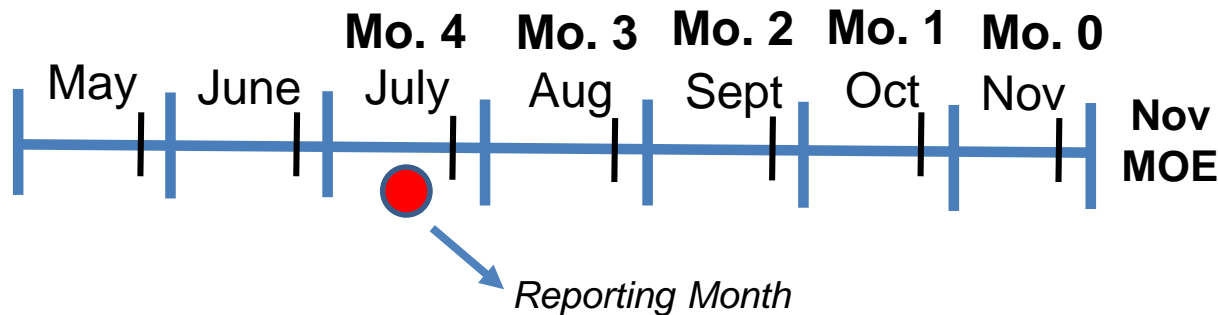 Mo. 4 Mo. 3 Mo. 2 Mo. 1 Mo. 0
May June July Aug Sept Oct Nov
Nov
MOE
Reporting Month